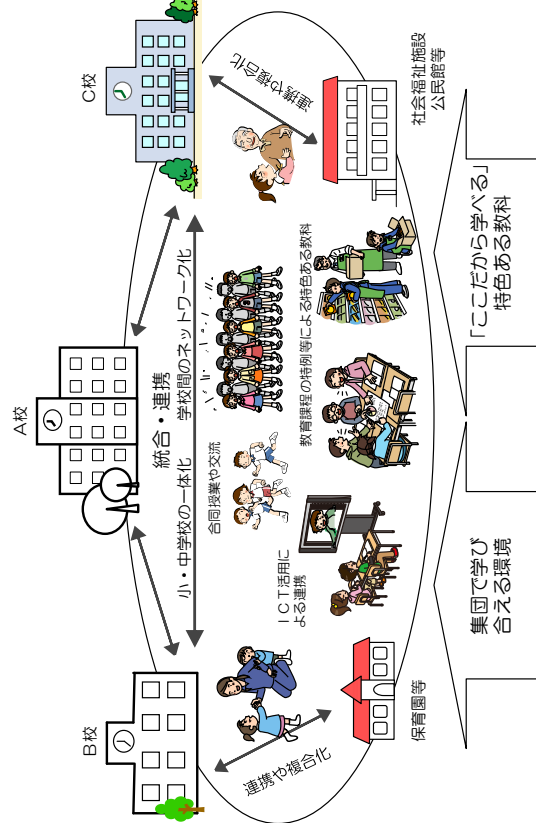 A校
B校
C校
統合・連携
小・中学校の一体化　学校間のネットワーク化
合同授業や交流
教育課程の特例等による特色ある教科
ICT活用に
よる連携
連携や複合化
連携や複合化
保育園等
社会福祉施設
公民館等
集団で学び
合える環境
「ここだから学べる」
特色ある教科